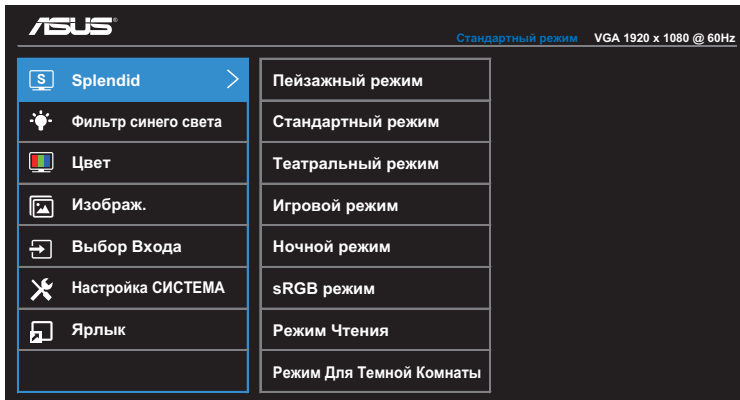 ASUS
Стандартный режим VGA 1920 x 1080 @ 60Hz
S Splendid
Фильтр синего света
Цвет
Изображ.
Выбор Входа
Настройка СИСТЕМА
Ярлык
Пейзажный режим
Стандартный режим
Театральный режим
Игровой режим
Ночной режим
sRGB режим
Режим Чтения
Режим Для Темной Комнаты